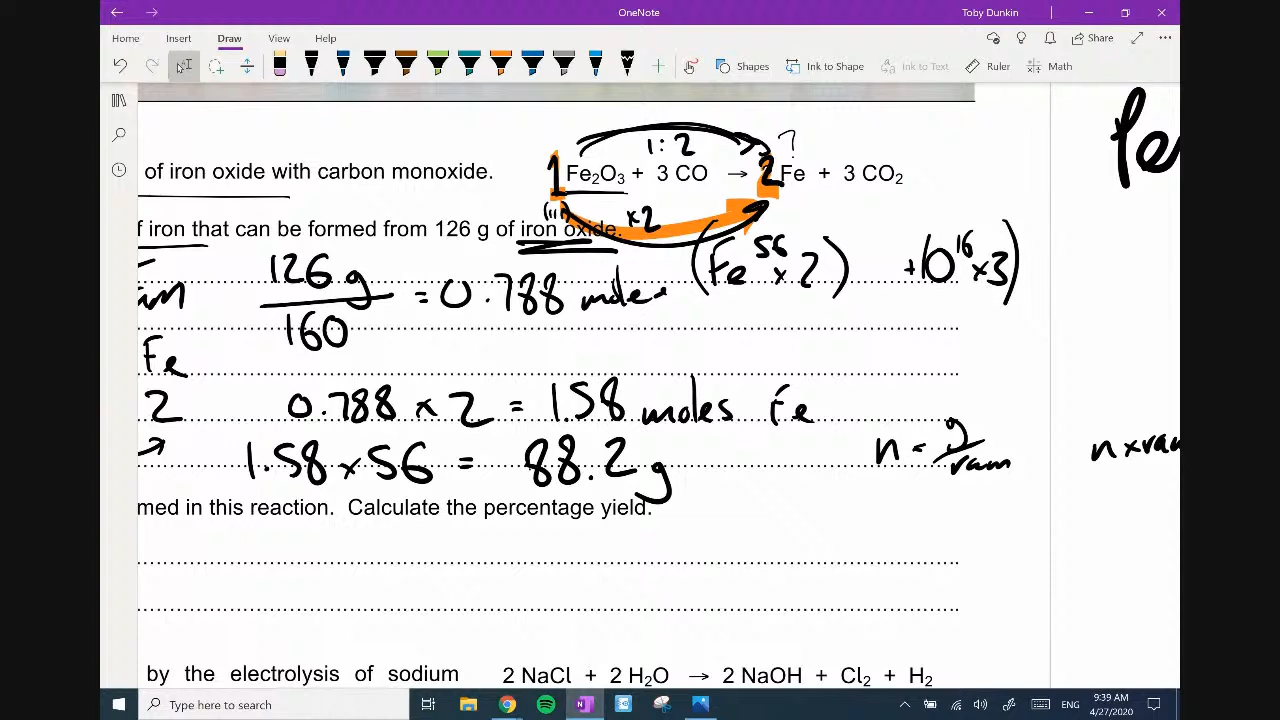 OneNote
Toby Dunkin
Home Insert Draw View Help
Share
Shapes Ink to Shape Ink to Text Ruler Math
1:2 ?
of iron oxide with carbon monoxide. 1 Fe₂O₃ + 3 CO → 2 Fe + 3 CO₂
(III) ×2
f iron that can be formed from 126 g of iron oxide.
126 g / 160 = 0.788 moles (Fe⁵⁶ × 2) + (O¹⁶ × 3)
Fe
2 0.788 × 2 = 1.58 moles Fe
1.58 × 56 = 88.2 g n = g / ram n × ram
med in this reaction. Calculate the percentage yield.
by the electrolysis of sodium 2 NaCl + 2 H₂O → 2 NaOH + Cl₂ + H₂
Type here to search
ENG
9:39 AM
4/27/2020